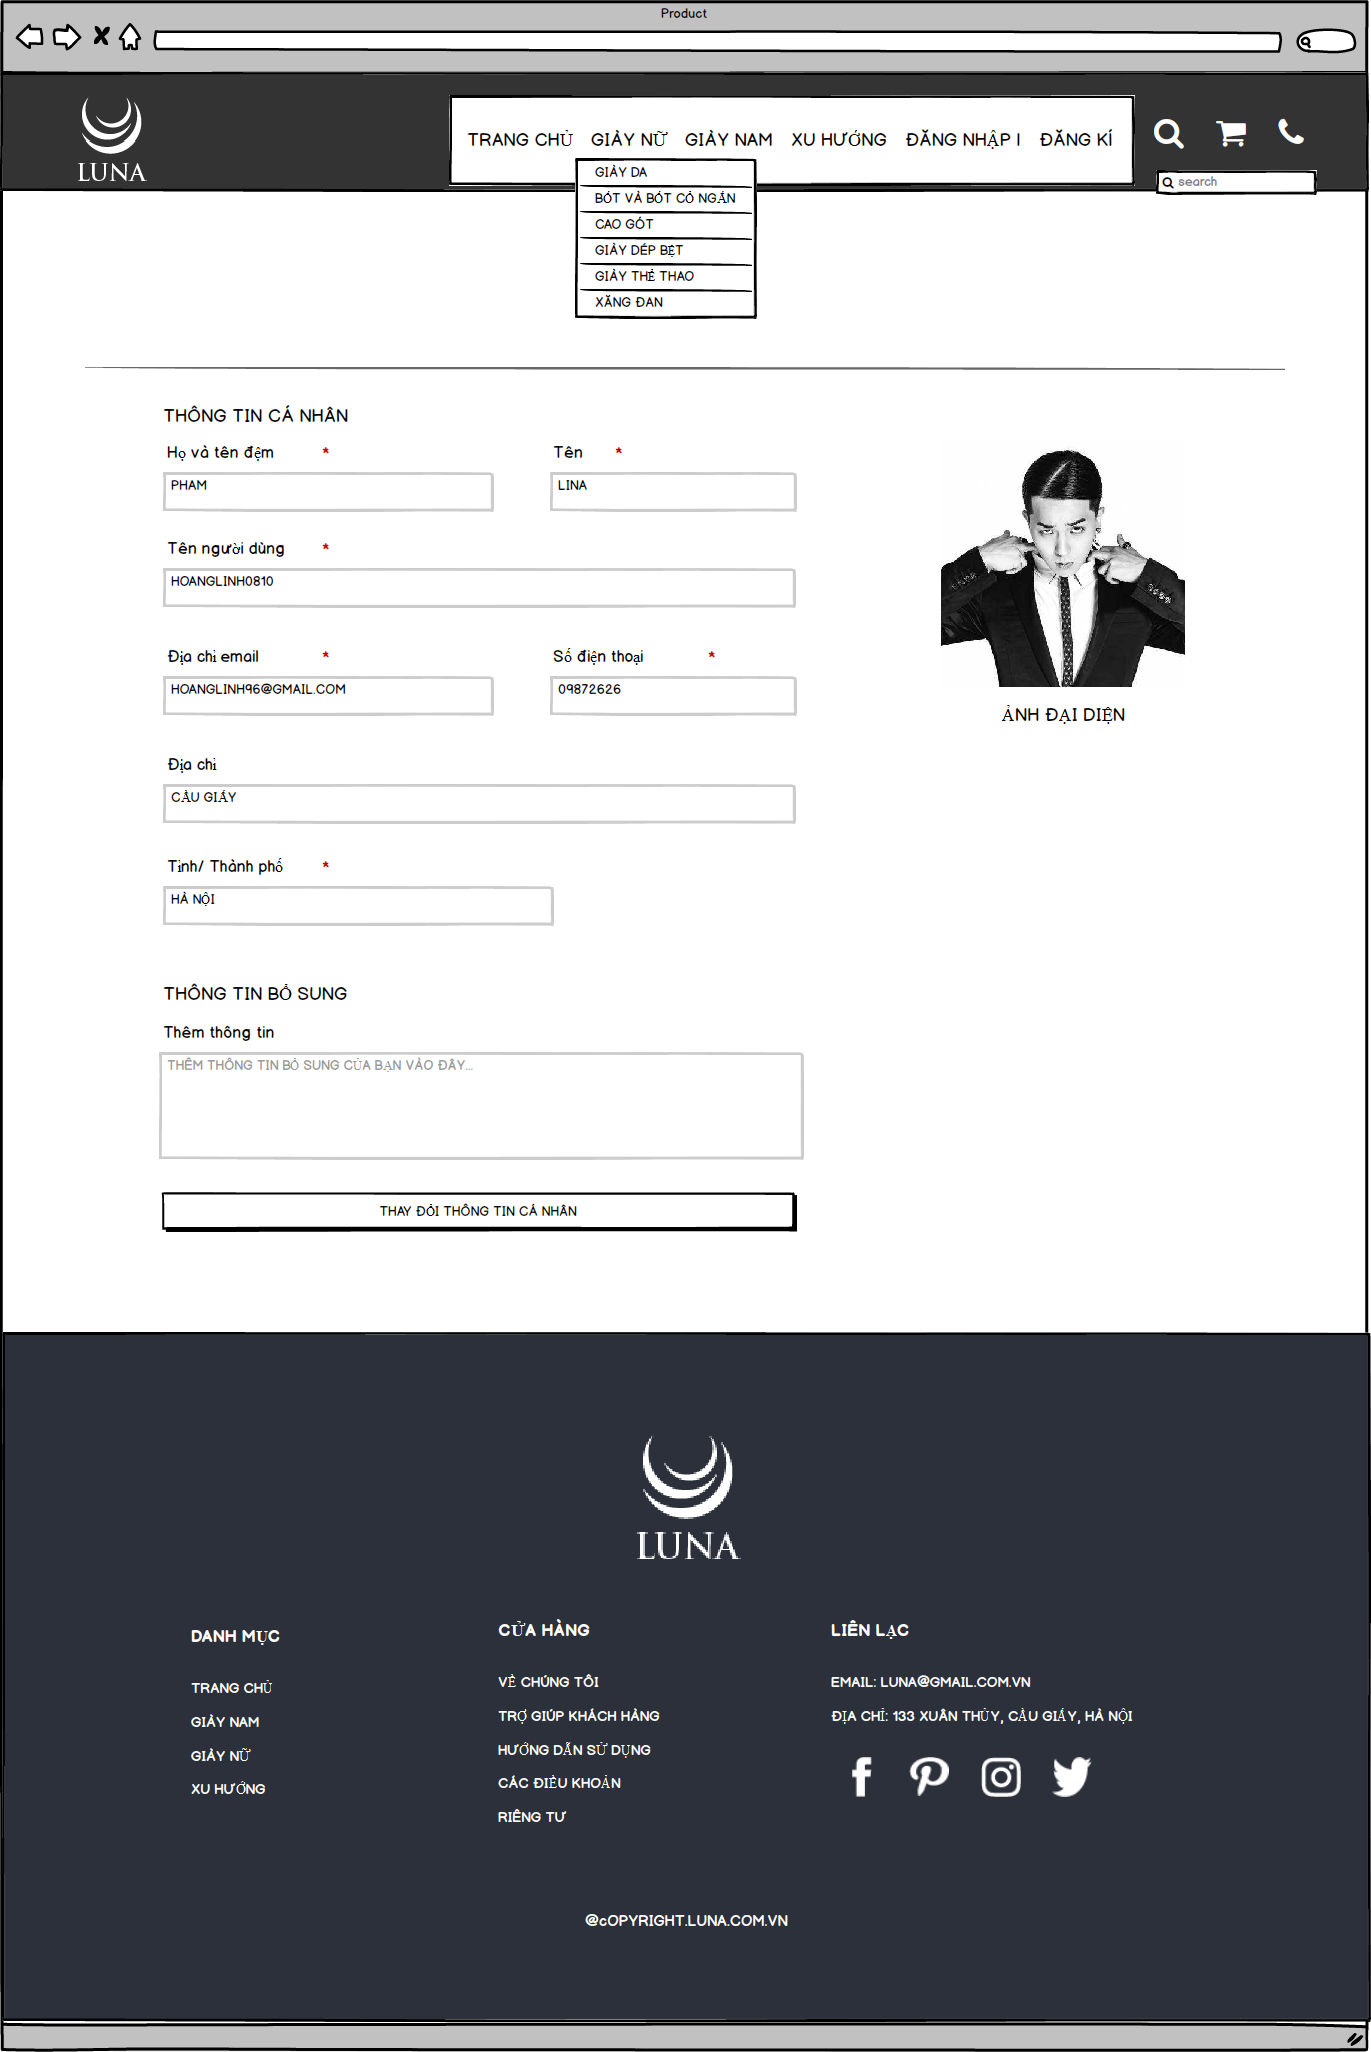 Product
LUNA
TRANG CHỦ GIÀY NỮ GIÀY NAM XU HƯỚNG ĐĂNG NHẬP I ĐĂNG KÍ
search
GIÀY DA
BÓT VÀ BÓT CỔ NGẮN
CAO GÓT
GIÀY DÉP BỆT
GIÀY THỂ THAO
XĂNG ĐAN
THÔNG TIN CÁ NHÂN
Họ và tên đệm *
Tên *
PHAM
LINA
Tên người dùng *
HOANGLINH0810
Địa chỉ email *
Số điện thoại *
HOANGLINH96@GMAIL.COM
09872626
ẢNH ĐẠI DIỆN
Địa chỉ
CẦU GIẤY
Tỉnh/ Thành phố *
HÀ NỘI
THÔNG TIN BỔ SUNG
Thêm thông tin
THÊM THÔNG TIN BỔ SUNG CỦA BẠN VÀO ĐÂY...
THAY ĐỔI THÔNG TIN CÁ NHÂN
LUNA
DANH MỤC
TRANG CHỦ
GIÀY NAM
GIÀY NỮ
XU HƯỚNG
CỬA HÀNG
VỀ CHÚNG TÔI
TRỢ GIÚP KHÁCH HÀNG
HƯỚNG DẪN SỬ DỤNG
CÁC ĐIỀU KHOẢN
RIÊNG TƯ
LIÊN LẠC
EMAIL: LUNA@GMAIL.COM.VN
ĐỊA CHỈ: 133 XUÂN THỦY, CẦU GIẤY, HÀ NỘI
@cOPYRIGHT.LUNA.COM.VN